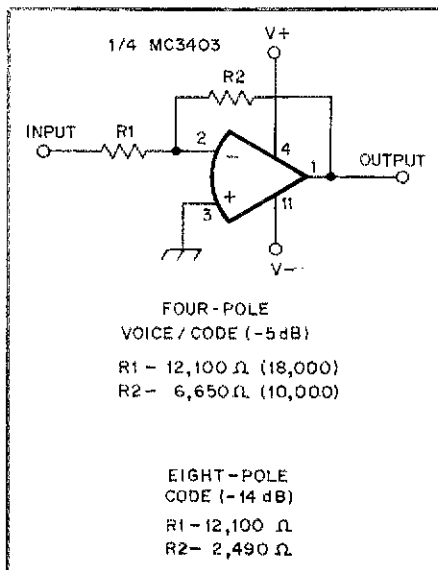 1/4 MC3403
V+
R2
INPUT
R1
2
−
4
1
OUTPUT
+
3
11
V−
FOUR-POLE
VOICE/CODE (-5dB)
R1 - 12,100 Ω (18,000)
R2 - 6,650 Ω (10,000)
EIGHT-POLE
CODE (-14 dB)
R1 - 12,100 Ω
R2 - 2,490 Ω